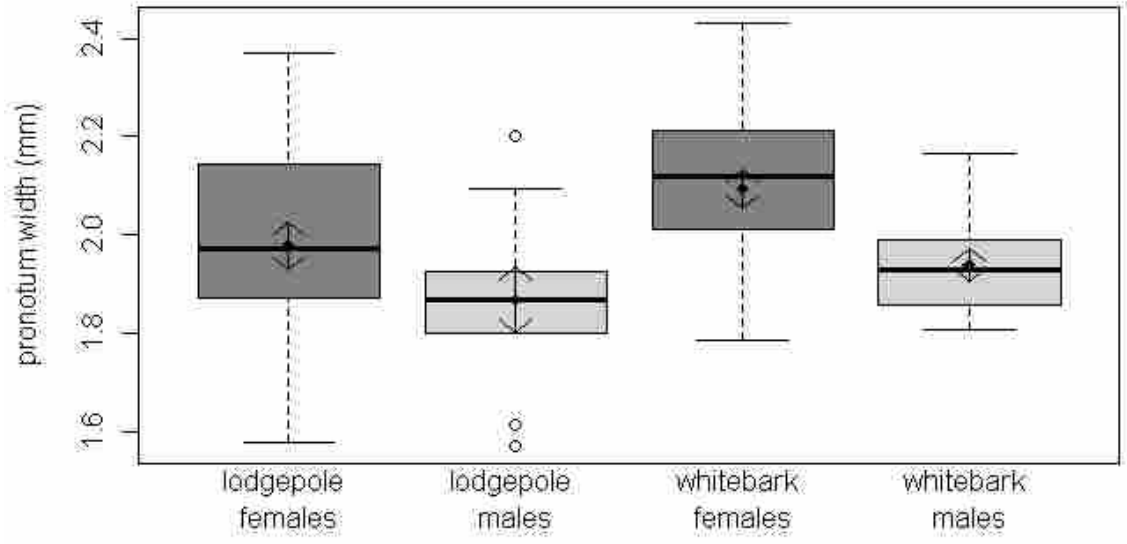 pronotum width (mm)
2.4
2.2
2.0
1.8
1.6
lodgepole
females
lodgepole
males
whitebark
females
whitebark
males